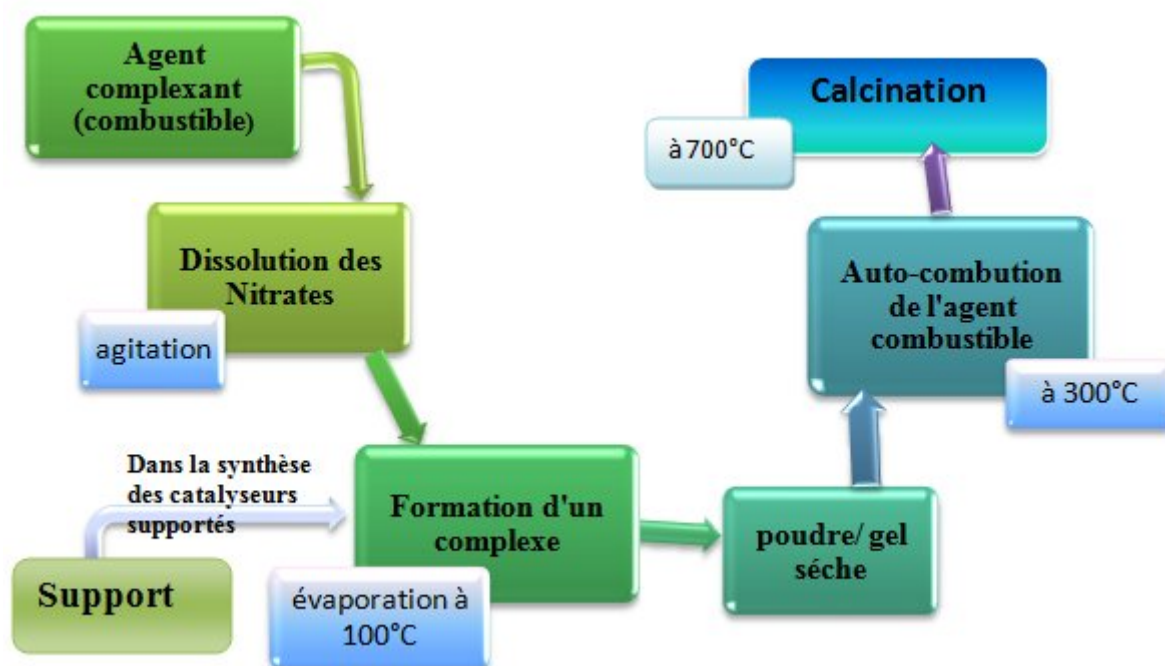 Agent
complexant
(combustible)
Dissolution des
Nitrates
agitation
Dans la synthèse
des catalyseurs
supportés
Support
Formation d'un
complexe
évaporation à
100°C
poudre/ gel
séche
Auto-combution
de l'agent
combustible
à 300°C
Calcination
à 700°C